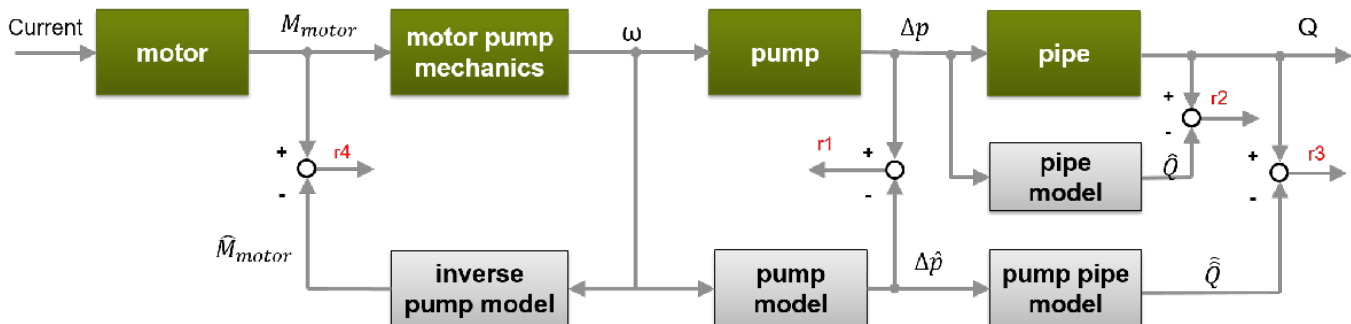 Current
motor
M_motor
motor pump
mechanics
ω
pump
Δp
pipe
Q
+
-
r4
r1
+
-
+
-
r2
pipe
model
Q̂
+
-
r3
M̂_motor
inverse
pump model
pump
model
Δp̂
pump pipe
model
Q̂̂